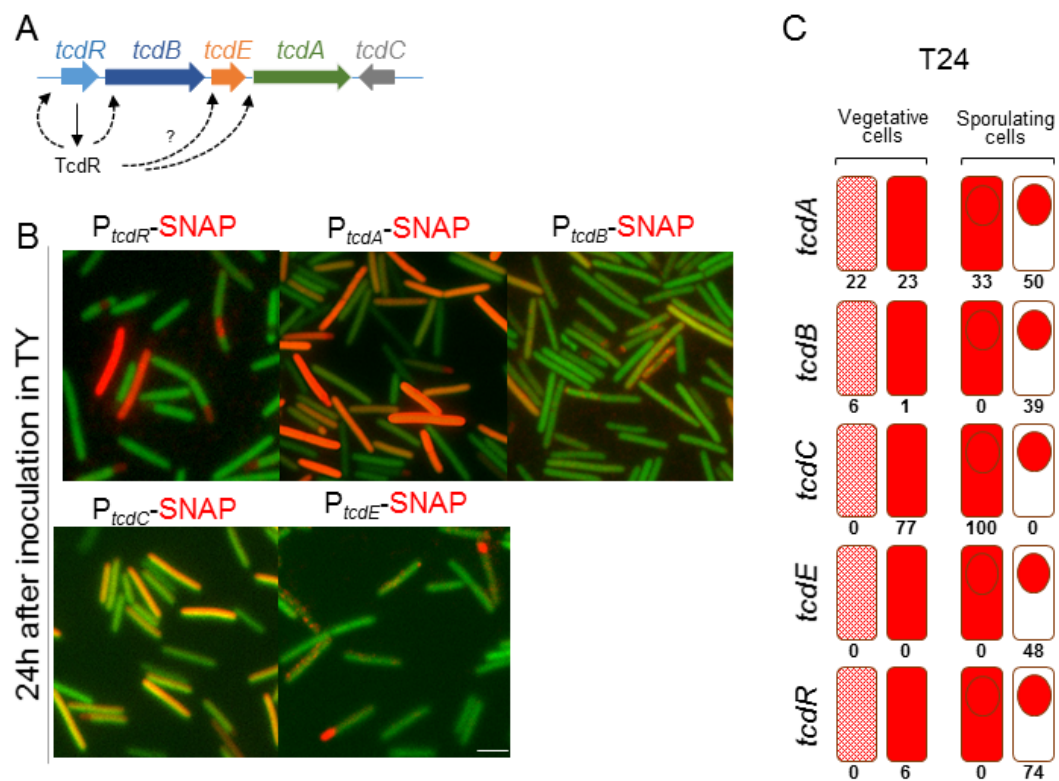 A
tcdR tcdB tcdE tcdA tcdC
?
TcdR
B
PtcdR-SNAP PtcdA-SNAP PtcdB-SNAP
PtcdC-SNAP PtcdE-SNAP
24h after inoculation in TY
C
T24
Vegetative cells
Sporulating cells
tcdA
22 23 33 50
tcdB
6 1 0 39
tcdC
0 77 100 0
tcdE
0 0 0 48
tcdR
0 6 0 74